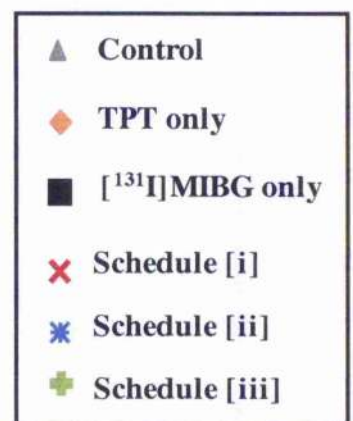 Control
TPT only
[¹³¹I]MIBG only
Schedule [i]
Schedule [ii]
Schedule [iii]